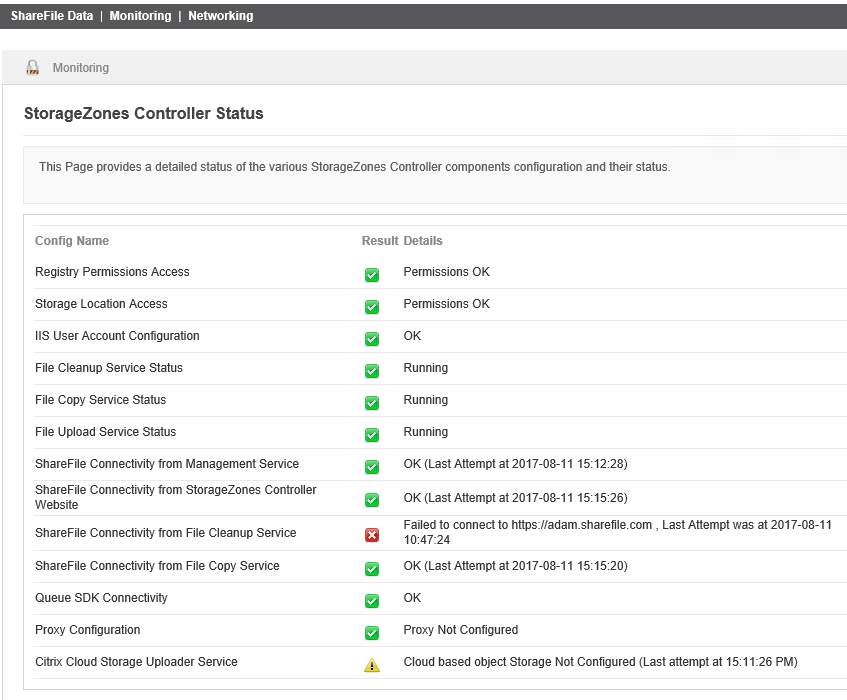 ShareFile Data | Monitoring | Networking
Monitoring
StorageZones Controller Status
This Page provides a detailed status of the various StorageZones Controller components configuration and their status.
Config Name Result Details
Registry Permissions Access Permissions OK
Storage Location Access Permissions OK
IIS User Account Configuration OK
File Cleanup Service Status Running
File Copy Service Status Running
File Upload Service Status Running
ShareFile Connectivity from Management Service OK (Last Attempt at 2017-08-11 15:12:28)
ShareFile Connectivity from StorageZones Controller
Website OK (Last Attempt at 2017-08-11 15:15:26)
ShareFile Connectivity from File Cleanup Service Failed to connect to https://adam.sharefile.com , Last Attempt was at 2017-08-11
10:47:24
ShareFile Connectivity from File Copy Service OK (Last Attempt at 2017-08-11 15:15:20)
Queue SDK Connectivity OK
Proxy Configuration Proxy Not Configured
Citrix Cloud Storage Uploader Service Cloud based object Storage Not Configured (Last attempt at 15:11:26 PM)